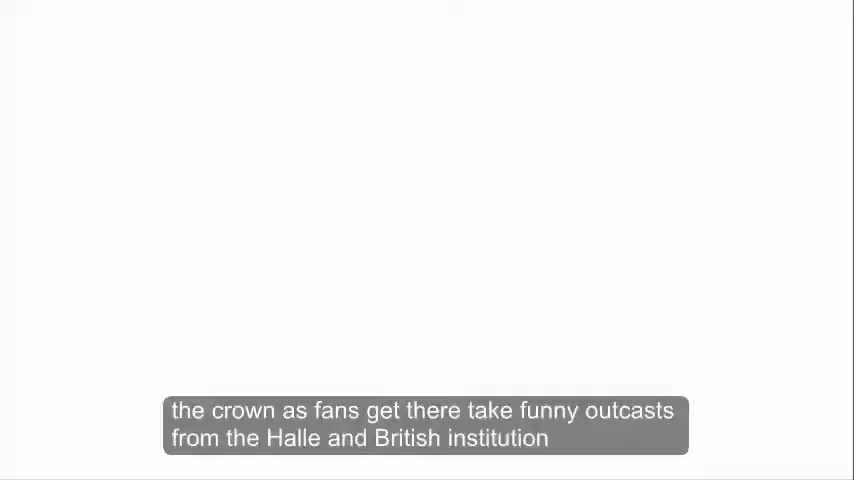 the crown as fans get there take funny outcasts
from the Halle and British institution